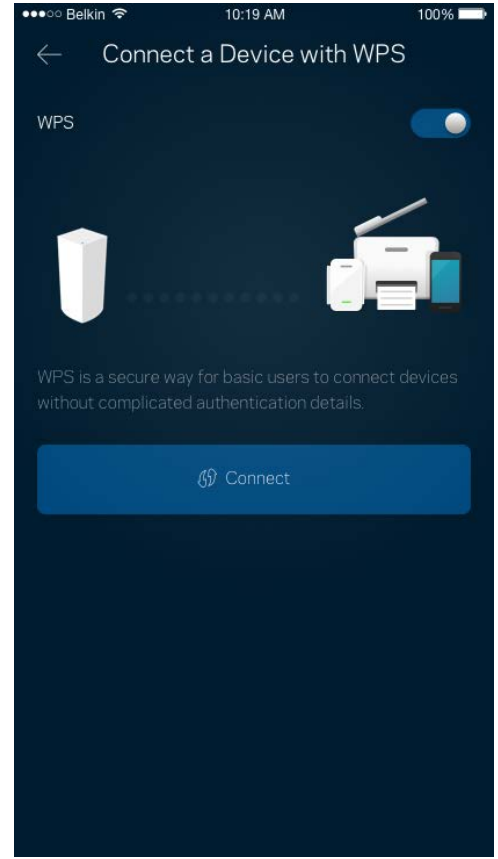 Belkin 10:19 AM 100%
Connect a Device with WPS
WPS
WPS is a secure way for basic users to connect devices
without complicated authentication details.
Connect